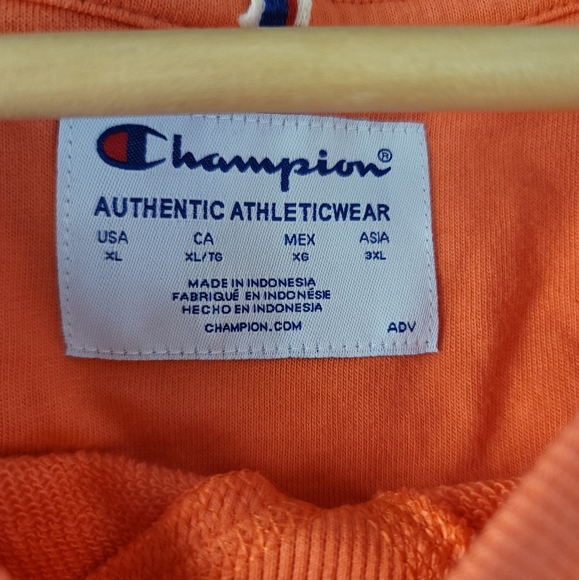 Champion®
AUTHENTIC ATHLETICWEAR
USA CA MEX ASIA
XL XL/TG XG 3XL
MADE IN INDONESIA
FABRIQUÉ EN INDONÉSIE
HECHO EN INDONESIA
CHAMPION.COM ADV